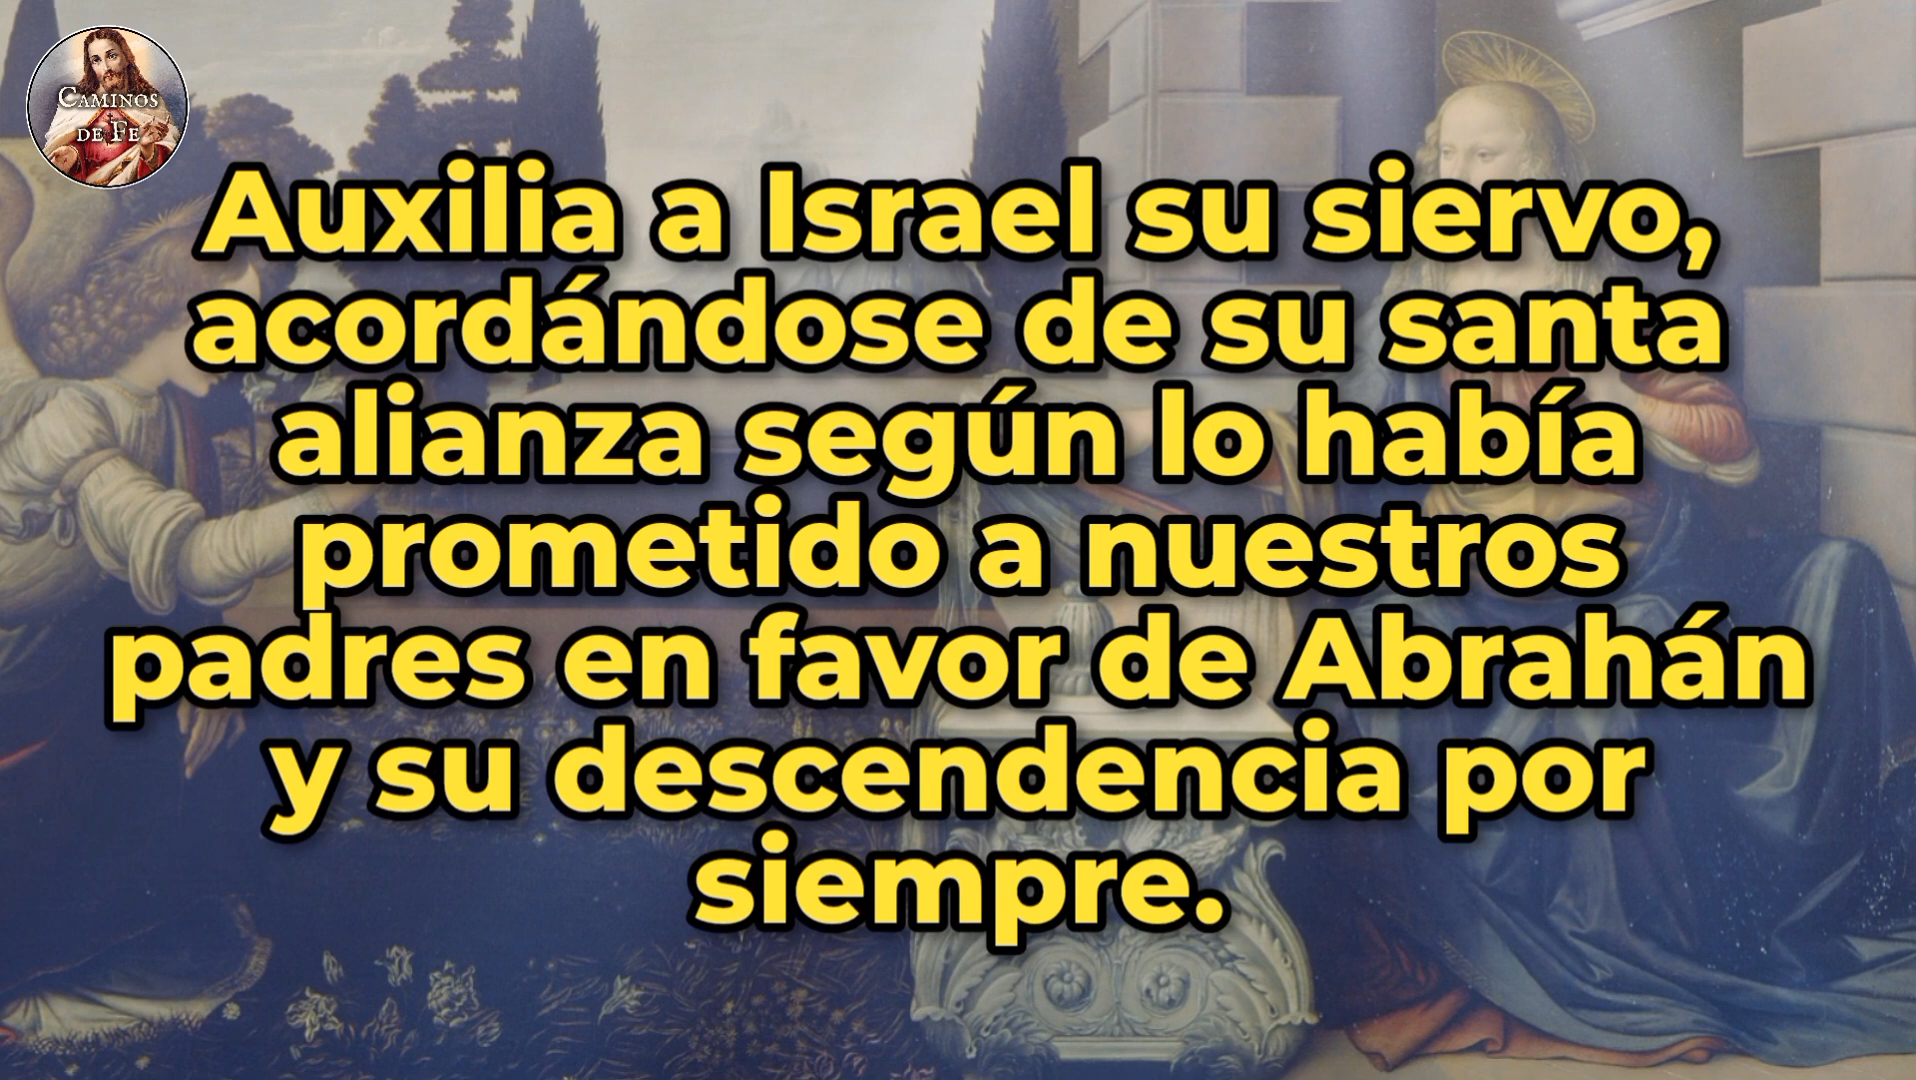 CAMINOS
DE FE
Auxilia a Israel su siervo,
acordándose de su santa
alianza según lo había
prometido a nuestros
padres en favor de Abrahán
y su descendencia por
siempre.